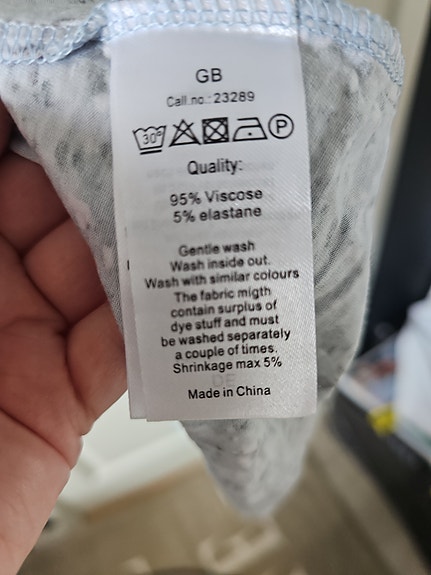 GB
Call.no.:23289
30° P
Quality:
95% Viscose
5% elastane
Gentle wash
Wash inside out.
Wash with similar colours
The fabric migth
contain surplus of
dye stuff and must
be washed separately
a couple of times.
Shrinkage max 5%
Made in China